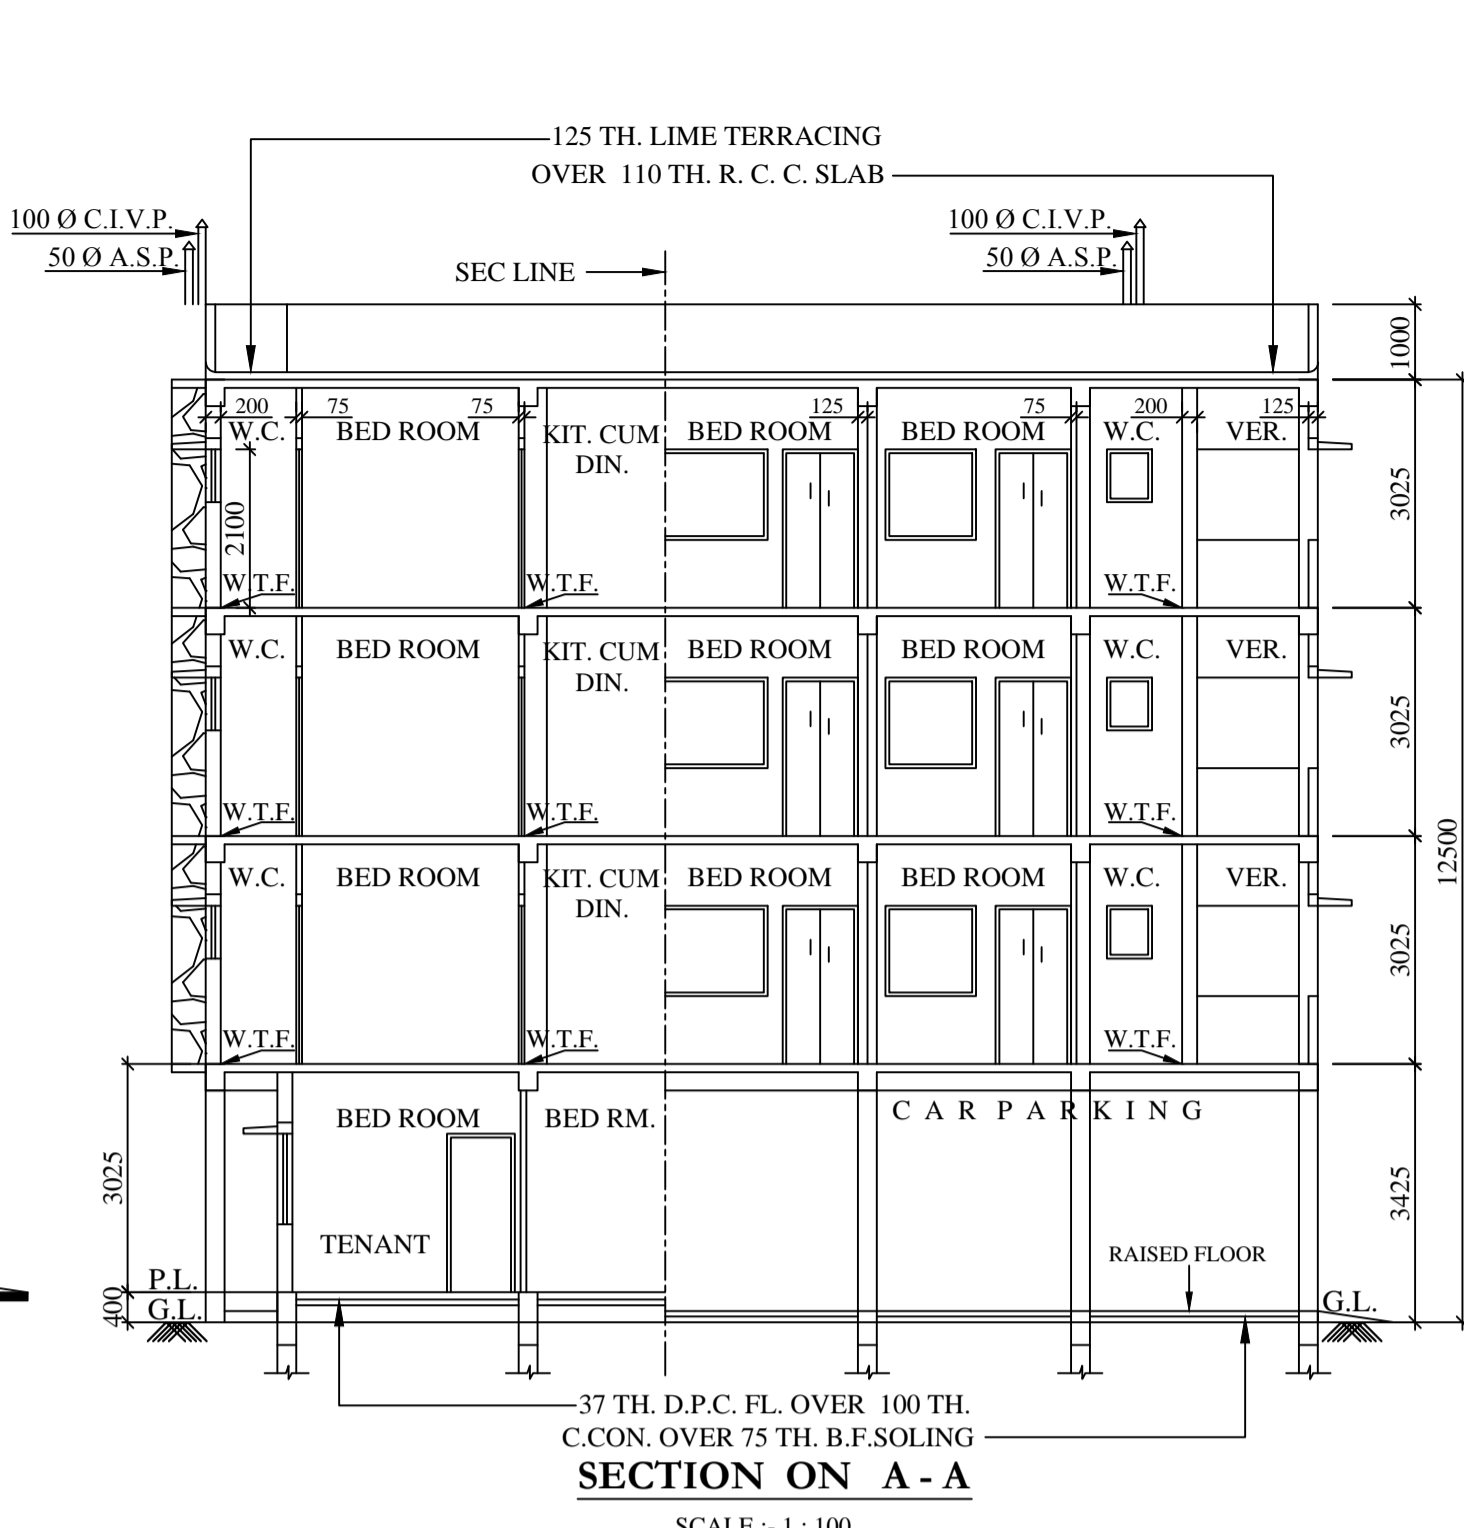 125 TH. LIME TERRACING
OVER 110 TH. R. C. C. SLAB
100 Ø C.I.V.P.
100 Ø C.I.V.P.
50 Ø A.S.P.
SEC LINE
50 Ø A.S.P.
1000
200 75 75 125 75 200 125
W.C. BED ROOM KIT. CUM DIN. BED ROOM BED ROOM W.C. VER.
2100
3025
W.T.F. W.T.F. W.T.F.
W.C. BED ROOM KIT. CUM DIN. BED ROOM BED ROOM W.C. VER.
3025
W.T.F. W.T.F. W.T.F.
12500
W.C. BED ROOM KIT. CUM DIN. BED ROOM BED ROOM W.C. VER.
3025
W.T.F. W.T.F. W.T.F.
BED ROOM BED RM. C A R P A R K I N G
3025
3425
TENANT
RAISED FLOOR
P.L.
400
G.L.
G.L.
37 TH. D.P.C. FL. OVER 100 TH.
C.CON. OVER 75 TH. B.F.SOLING
SECTION ON A - A
SCALE :- 1 : 100